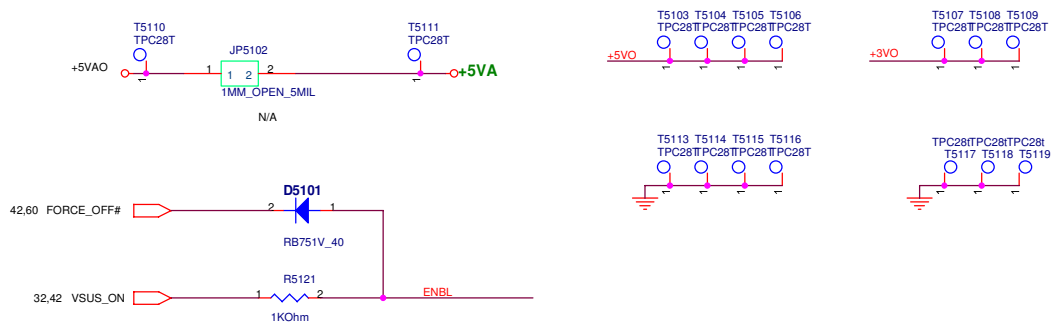 T5110
TPC28T
T5111
TPC28T
JP5102
+5VAO
1
1 2
2
+5VA
1
1
1MM_OPEN_5MIL
N/A
T5103 T5104 T5105 T5106
TPC28T TPC28T TPC28T TPC28T
+5VO
1 1 1 1
T5107 T5108 T5109
TPC28T TPC28T TPC28T
+3VO
1 1 1
T5113 T5114 T5115 T5116
TPC28T TPC28T TPC28T TPC28T
1 1 1 1
TPC28t TPC28t TPC28t
T5117 T5118 T5119
1 1 1
D5101
42,60 FORCE_OFF#
2 1
RB751V_40
R5121
32,42 VSUS_ON
1 2
ENBL
1KOhm